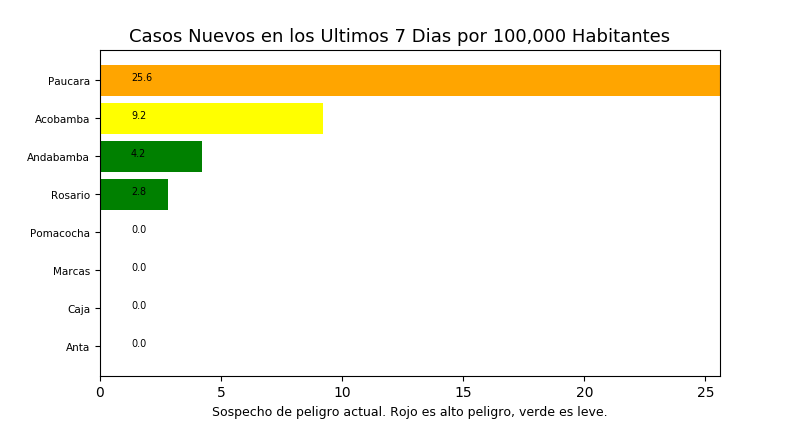 Casos Nuevos en los Ultimos 7 Dias por 100,000 Habitantes
Paucara 25.6
Acobamba 9.2
Andabamba 4.2
Rosario 2.8
Pomacocha 0.0
Marcas 0.0
Caja 0.0
Anta 0.0
0 5 10 15 20 25
Sospecho de peligro actual. Rojo es alto peligro, verde es leve.